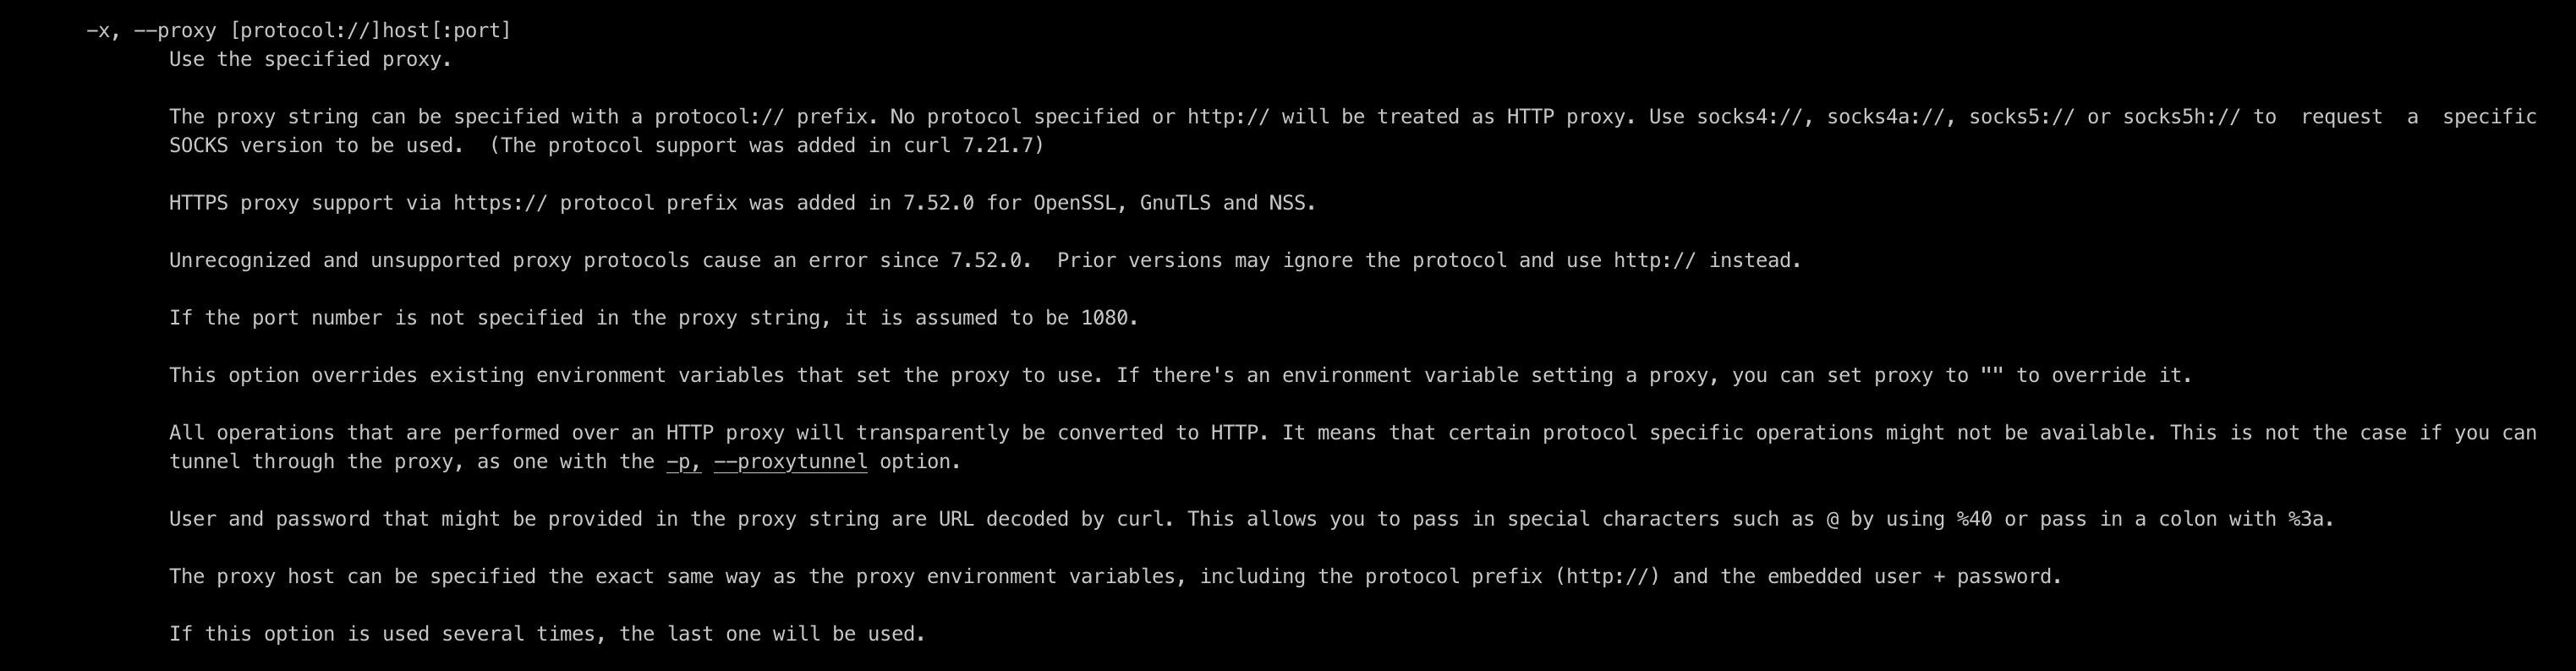 -x, --proxy [protocol://]host[:port]
Use the specified proxy.
The proxy string can be specified with a protocol:// prefix. No protocol specified or http:// will be treated as HTTP proxy. Use socks4://, socks4a://, socks5:// or socks5h:// to  request  a  specific
SOCKS version to be used.  (The protocol support was added in curl 7.21.7)
HTTPS proxy support via https:// protocol prefix was added in 7.52.0 for OpenSSL, GnuTLS and NSS.
Unrecognized and unsupported proxy protocols cause an error since 7.52.0.  Prior versions may ignore the protocol and use http:// instead.
If the port number is not specified in the proxy string, it is assumed to be 1080.
This option overrides existing environment variables that set the proxy to use. If there's an environment variable setting a proxy, you can set proxy to "" to override it.
All operations that are performed over an HTTP proxy will transparently be converted to HTTP. It means that certain protocol specific operations might not be available. This is not the case if you can
tunnel through the proxy, as one with the -p, --proxytunnel option.
User and password that might be provided in the proxy string are URL decoded by curl. This allows you to pass in special characters such as @ by using %40 or pass in a colon with %3a.
The proxy host can be specified the exact same way as the proxy environment variables, including the protocol prefix (http://) and the embedded user + password.
If this option is used several times, the last one will be used.